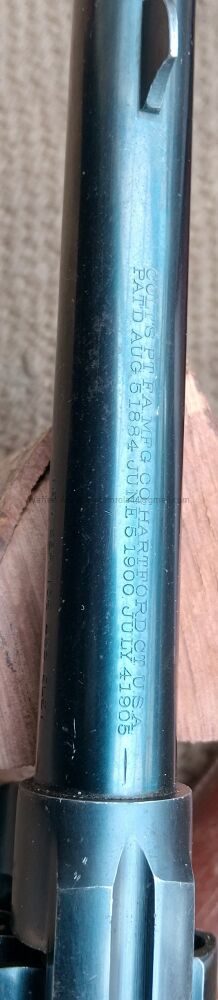 COLT'S PT. F.A. MFG. CO. HARTFORD CT. U.S.A.
PAT'D AUG. 5 1884 JUNE 5 1900. JULY 4 1905 —